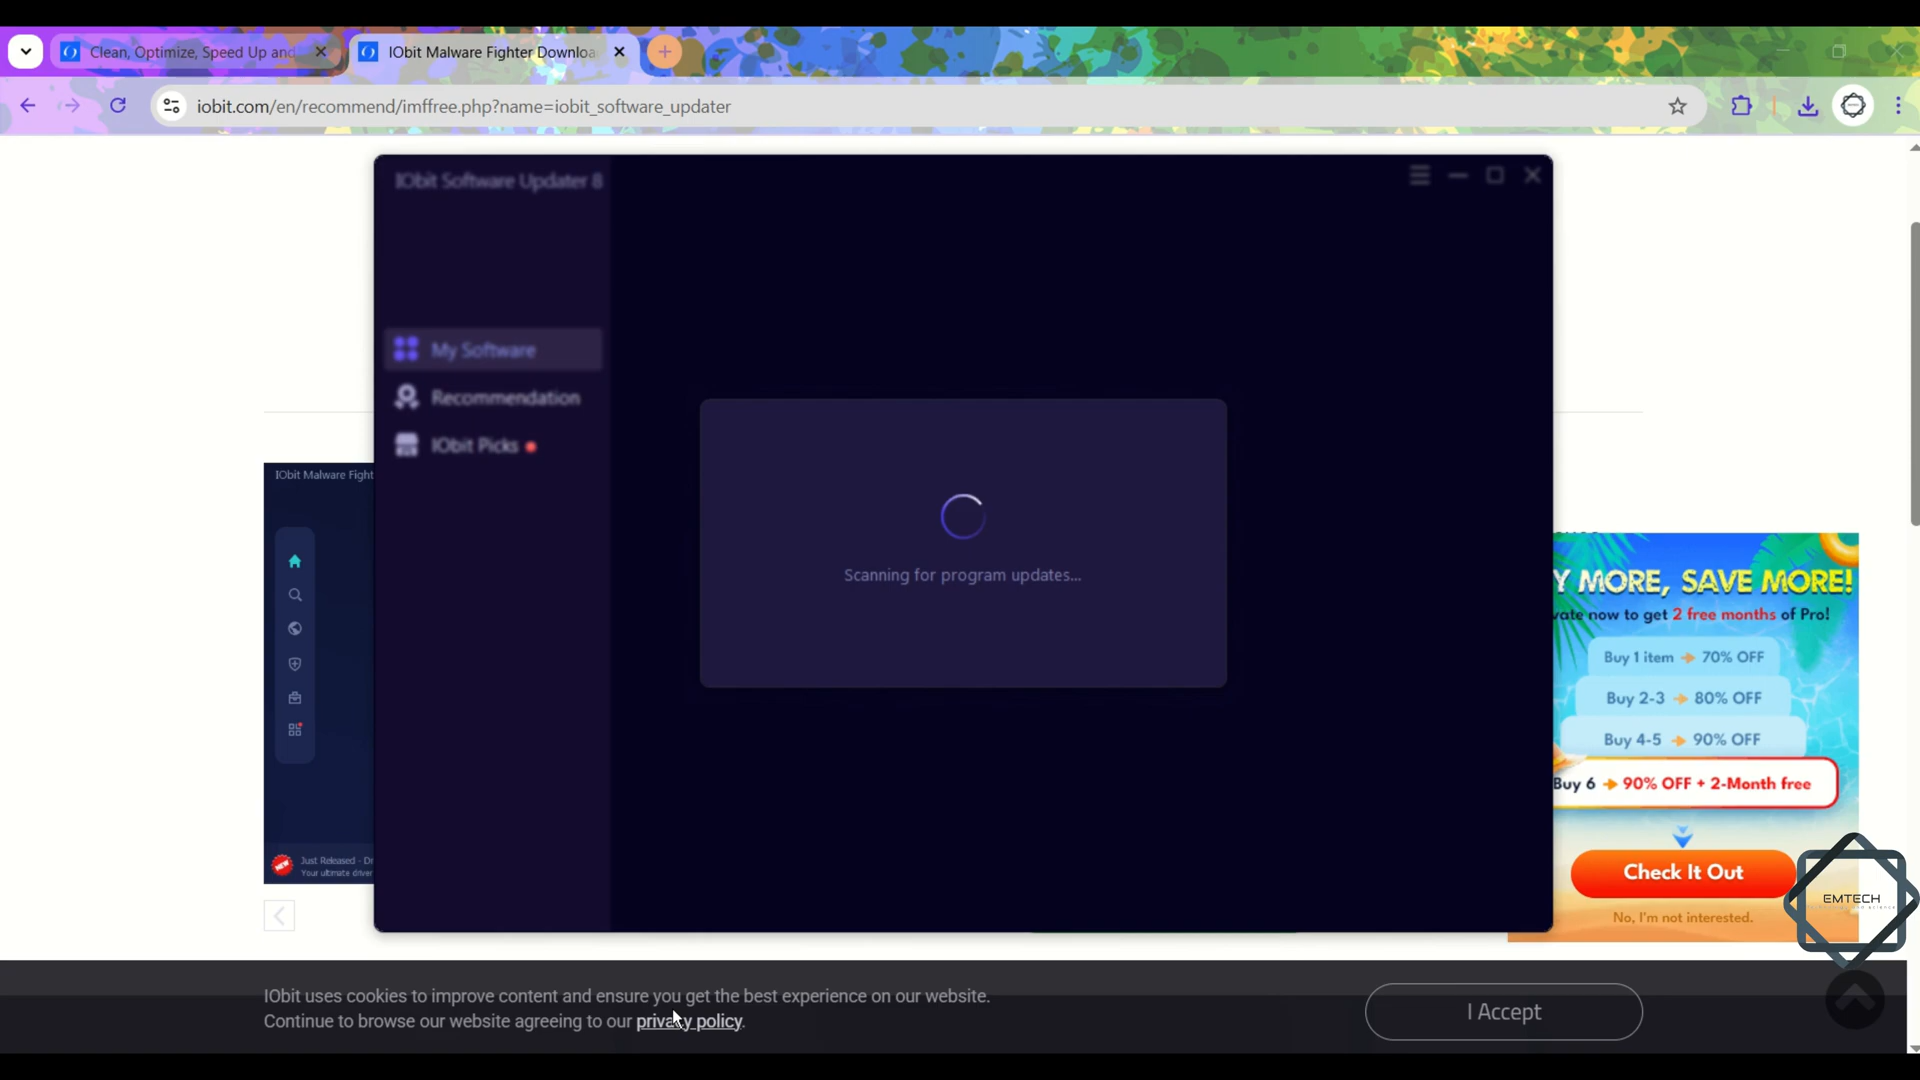 Clean, Optimize, Speed Up and
IObit Malware Fighter Downloa
iobit.com/en/recommend/imffree.php?name=iobit_software_updater
IObit Software Updater 8
My Software
Recommendation
IObit Picks
Scanning for program updates...
IObit Malware Fight
NEW
Just Released - Dr
Your ultimate driver
Y MORE, SAVE MORE!
vate now to get 2 free months of Pro!
Buy 1 item 70% OFF
Buy 2-3 80% OFF
Buy 4-5 90% OFF
Buy 6 90% OFF + 2-Month free
Check It Out
No, I'm not interested.
EMTECH
IObit uses cookies to improve content and ensure you get the best experience on our website.
Continue to browse our website agreeing to our privacy policy.
I Accept